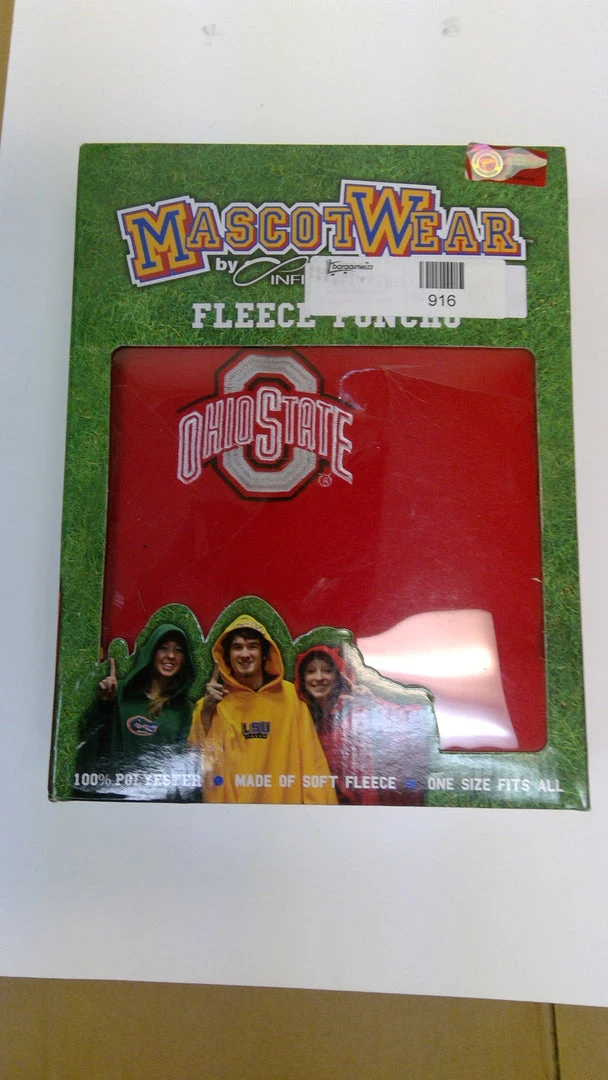 MASCOTWEAR
by
INFI
bargainwizz
916
FLEECE PONCHO
OHIO STATE
®
LSU
100% POLYESTER • MADE OF SOFT FLEECE • ONE SIZE FITS ALL